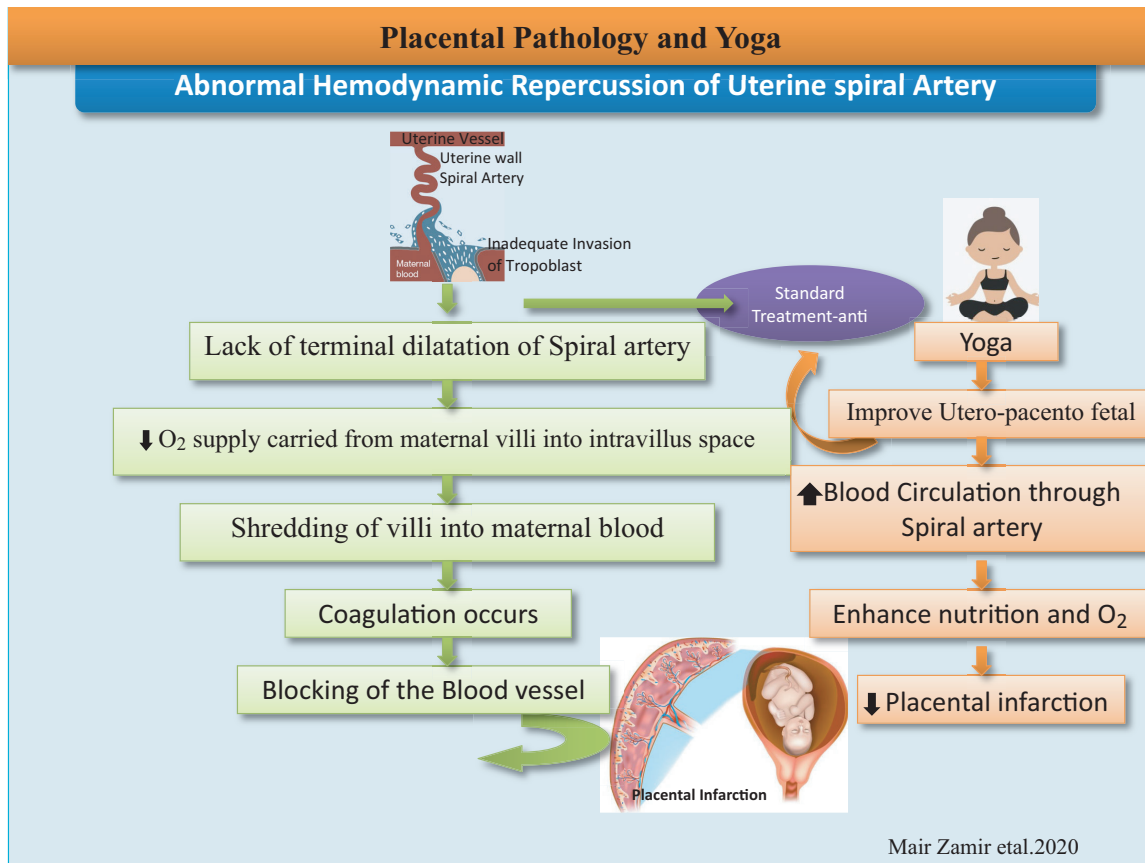 Placental Pathology and Yoga
Abnormal Hemodynamic Repercussion of Uterine spiral Artery
Uterine Vessel
Uterine wall
Spiral Artery
Inadequate Invasion
of Tropoblast
Maternal
blood
Standard
Treatment-anti
Lack of terminal dilatation of Spiral artery
⬇O₂ supply carried from maternal villi into intravillus space
Shredding of villi into maternal blood
Coagulation occurs
Blocking of the Blood vessel
Placental Infarction
Yoga
Improve Utero-pacento fetal
⬆Blood Circulation through
Spiral artery
Enhance nutrition and O₂
⬇Placental infarction
Mair Zamir etal.2020